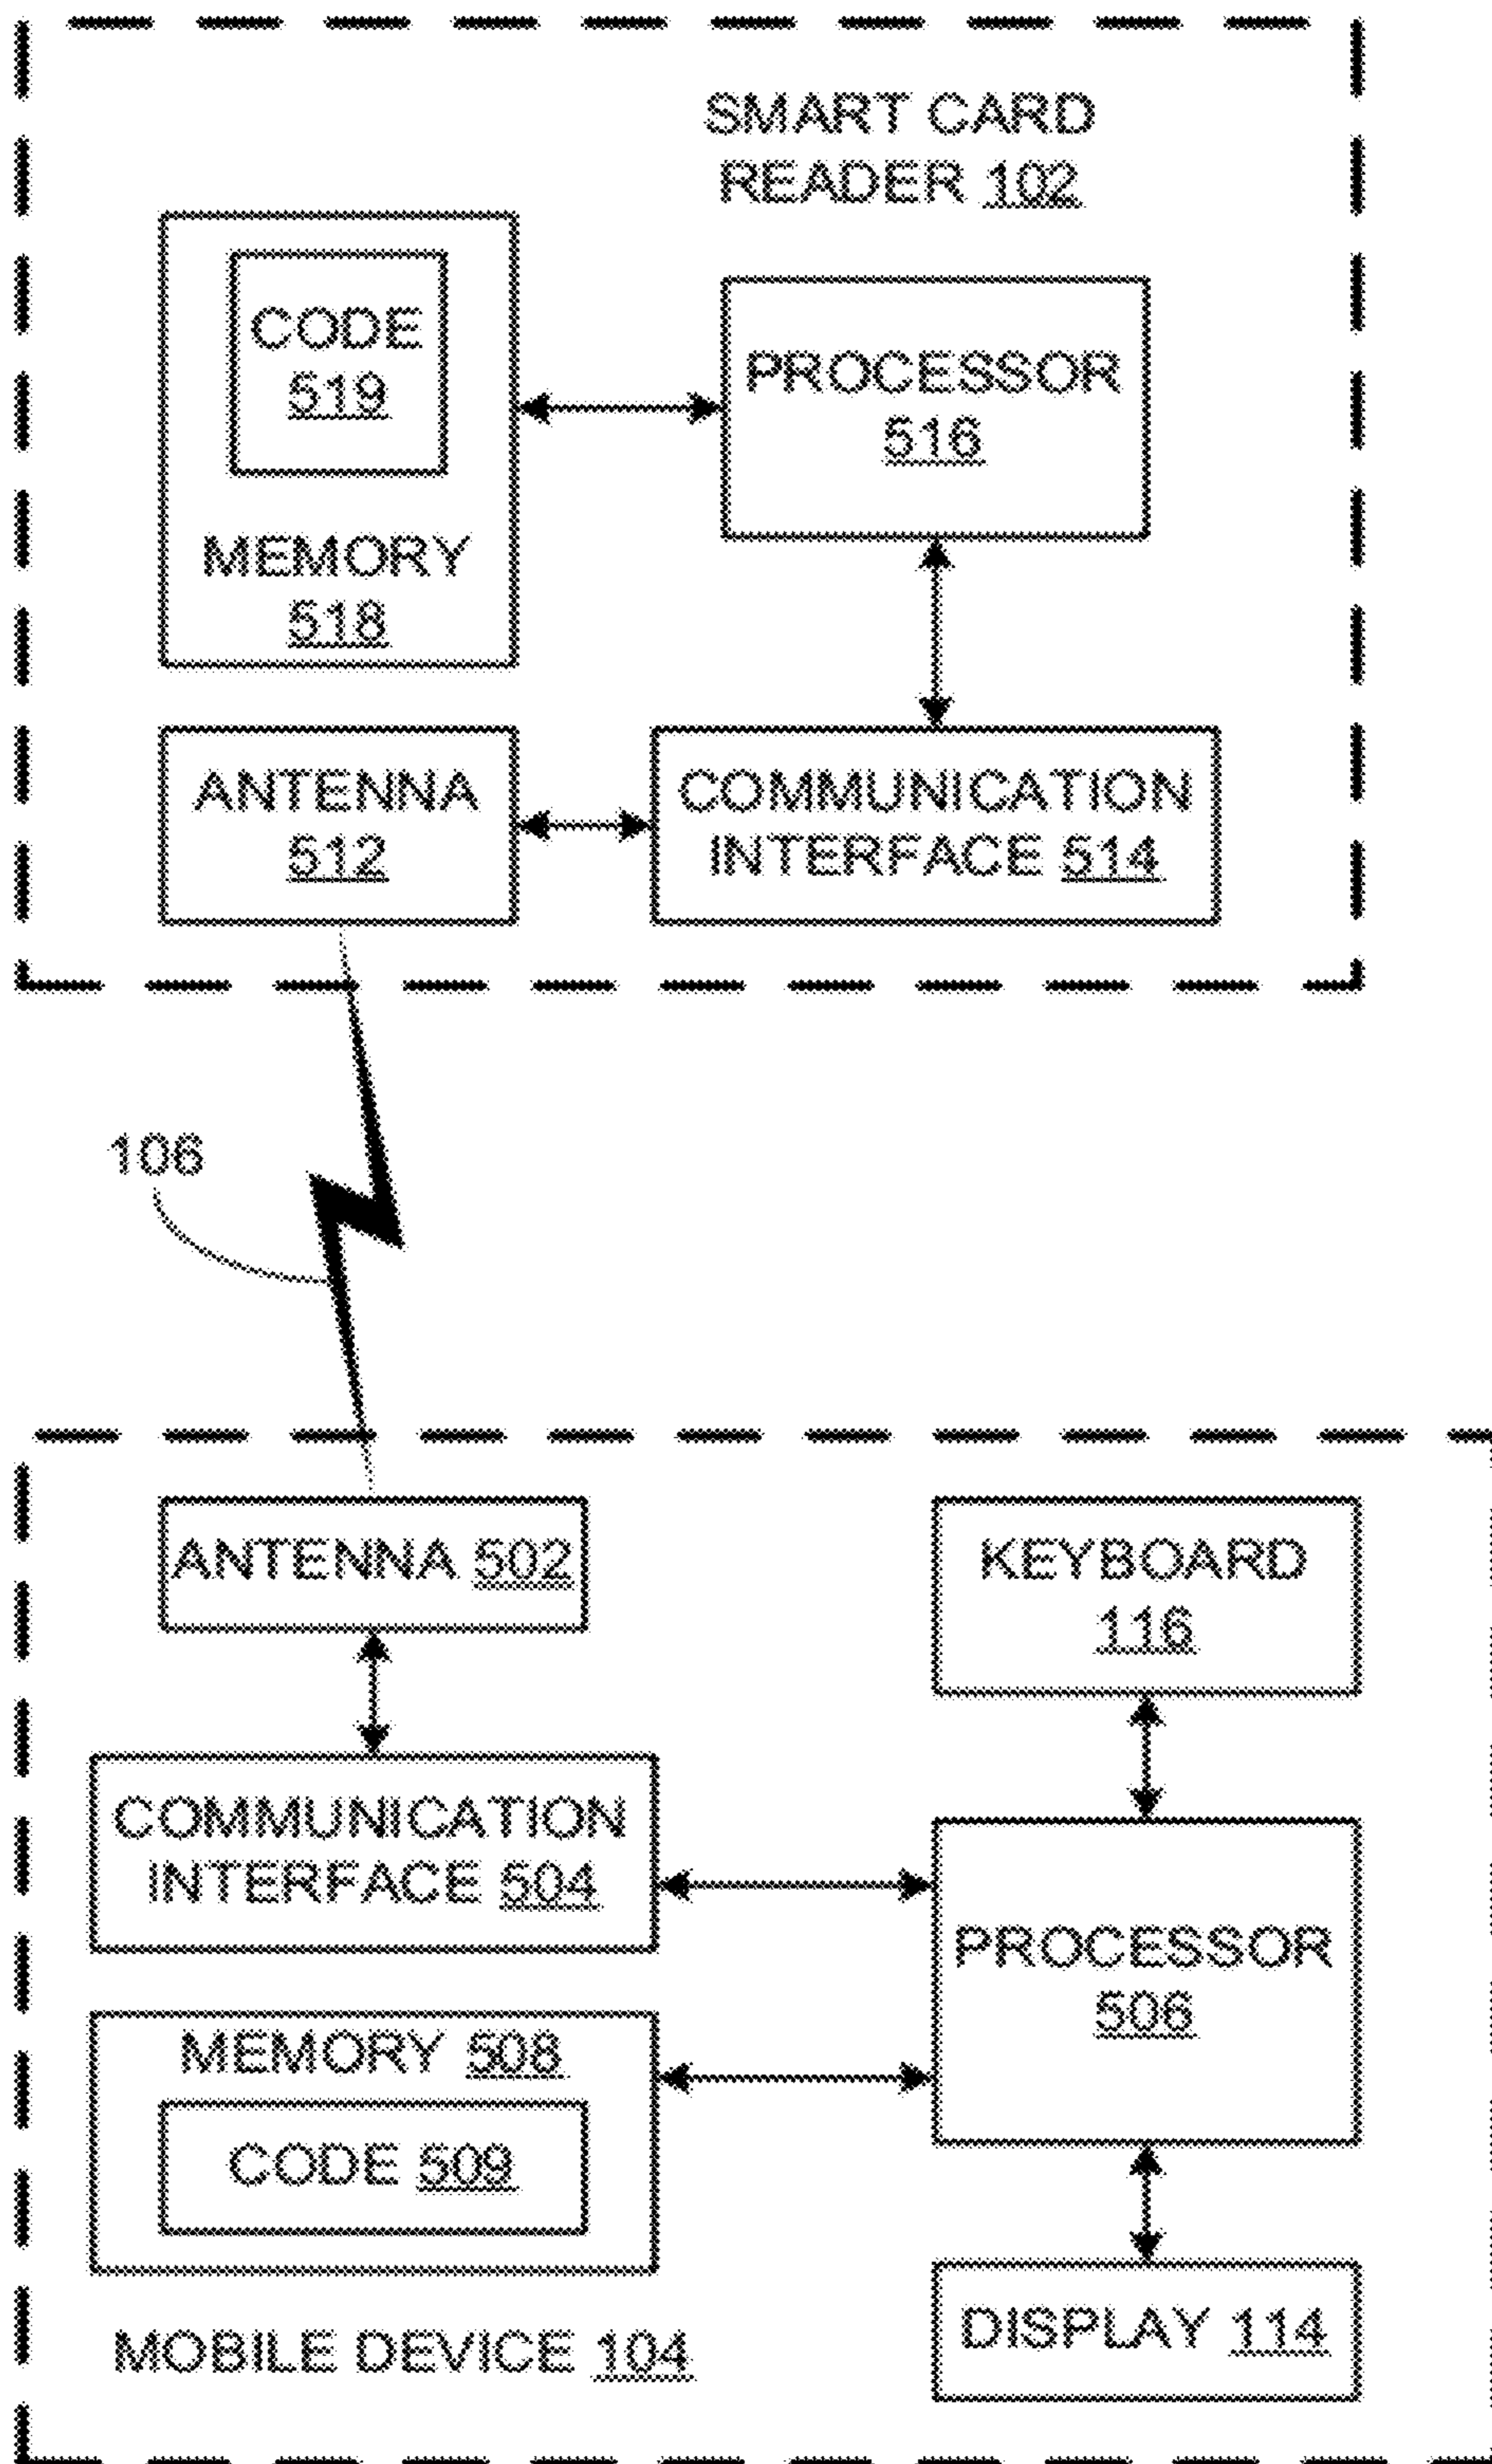 SMART CARD
READER 102
CODE
519
MEMORY
518
PROCESSOR
516
ANTENNA
512
COMMUNICATION
INTERFACE 514
106
ANTENNA 502
KEYBOARD
116
COMMUNICATION
INTERFACE 504
PROCESSOR
506
MEMORY 508
CODE 509
DISPLAY 114
MOBILE DEVICE 104